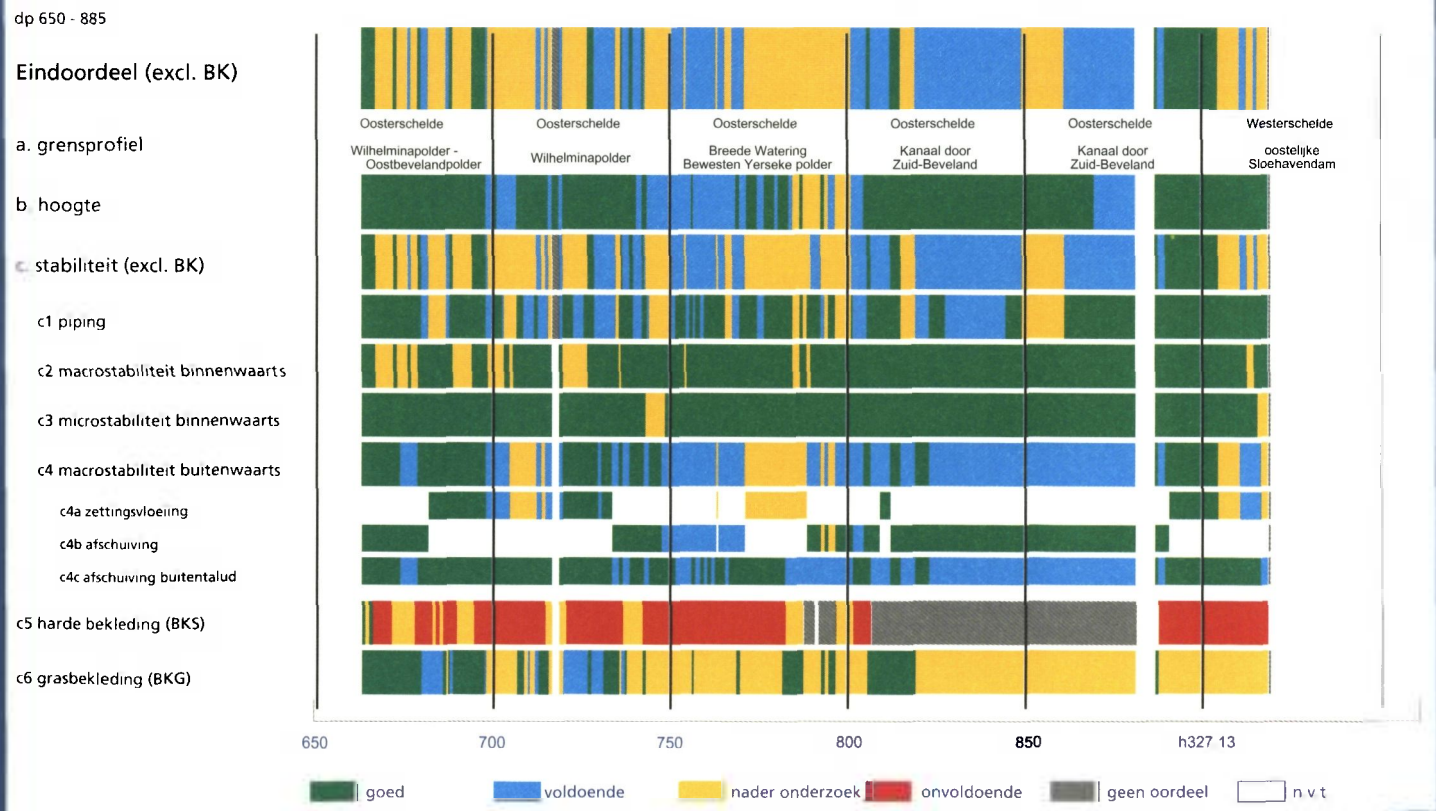 dp 650 - 885
Eindoordeel (excl. BK)
a. grensprofiel
Oosterschelde
Wilhelminapolder -
Oostbevelandpolder
Oosterschelde
Wilhelminapolder
Oosterschelde
Breede Watering
Bewesten Yerseke polder
Oosterschelde
Kanaal door
Zuid-Beveland
Oosterschelde
Kanaal door
Zuid-Beveland
Westerschelde
oostelijke
Sloehavendam
b hoogte
c. stabiliteit (excl. BK)
c1 piping
c2 macrostabiliteit binnenwaarts
c3 microstabiliteit binnenwaarts
c4 macrostabiliteit buitenwaarts
c4a zettingsvloeiing
c4b afschuiving
c4c afschuiving buitentalud
c5 harde bekleding (BKS)
c6 grasbekleding (BKG)
650 700 750 800 850 h327 13
goed voldoende nader onderzoek onvoldoende geen oordeel n v t